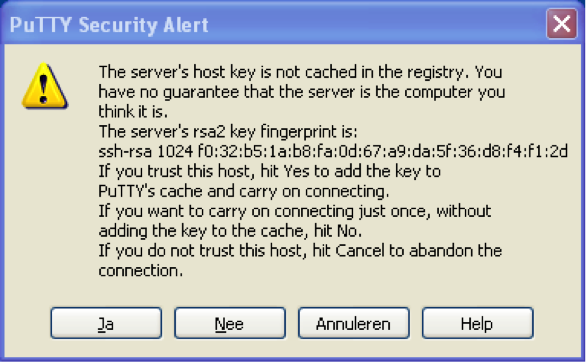 PuTTY Security Alert
The server's host key is not cached in the registry. You
have no guarantee that the server is the computer you
think it is.
The server's rsa2 key fingerprint is:
ssh-rsa 1024 f0:32:b5:1a:b8:fa:0d:67:a9:da:5f:36:d8:f4:f1:2d
If you trust this host, hit Yes to add the key to
PuTTY's cache and carry on connecting.
If you want to carry on connecting just once, without
adding the key to the cache, hit No.
If you do not trust this host, hit Cancel to abandon the
connection.
Ja Nee Annuleren Help